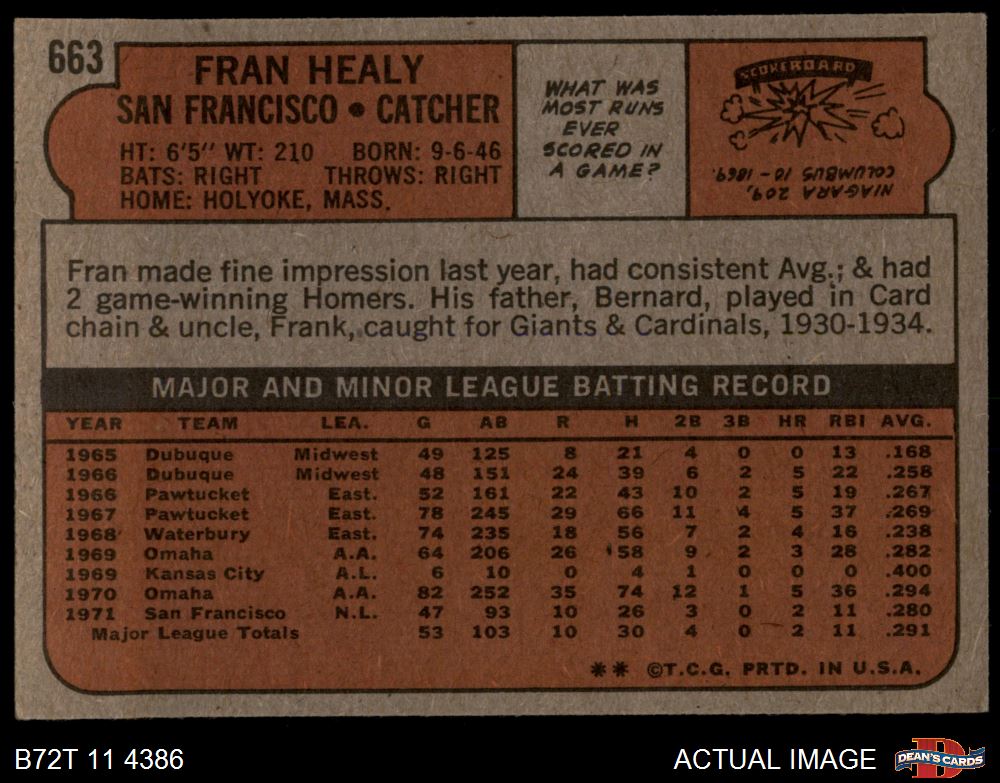 663
FRAN HEALY
SAN FRANCISCO • CATCHER
HT: 6'5" WT: 210 BORN: 9-6-46
BATS: RIGHT THROWS: RIGHT
HOME: HOLYOKE, MASS.
WHAT WAS
MOST RUNS
EVER
SCORED IN
A GAME?
SCOREBOARD
NIAGARA 209,
COLUMBUS - 10 1869.
Fran made fine impression last year, had consistent Avg.; & had
2 game-winning Homers. His father, Bernard, played in Card
chain & uncle, Frank, caught for Giants & Cardinals, 1930-1934.
MAJOR AND MINOR LEAGUE BATTING RECORD
YEAR TEAM LEA. G AB R H 2B 3B HR RBI AVG.
1965 Dubuque Midwest 49 125 8 21 4 0 0 13 .168
1966 Dubuque Midwest 48 151 24 39 6 2 5 22 .258
1966 Pawtucket East. 52 161 22 43 10 2 5 19 .267
1967 Pawtucket East. 78 245 29 66 11 4 5 37 .269
1968 Waterbury East. 74 235 18 56 7 2 4 16 .238
1969 Omaha A.A. 64 206 26 58 9 2 3 28 .282
1969 Kansas City A.L. 6 10 0 4 1 0 0 0 .400
1970 Omaha A.A. 82 252 35 74 12 1 5 36 .294
1971 San Francisco N.L. 47 93 10 26 3 0 2 11 .280
Major League Totals 53 103 10 30 4 0 2 11 .291
** ©T.C.G. PRTD. IN U.S.A.
B72T 11 4386 ACTUAL IMAGE
D
DEAN'S CARDS